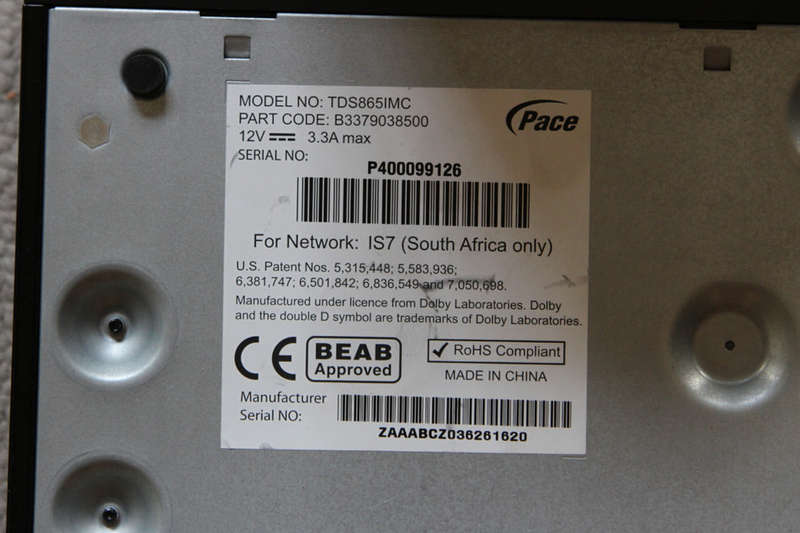 MODEL NO: TDS865IMC
PART CODE: B3379038500
12V 3.3A max
Pace
SERIAL NO:
P400099126
For Network: IS7 (South Africa only)
U.S. Patent Nos. 5,315,448; 5,583,936;
6,381,747; 6,501,842; 6,836,549 and 7,050,698.
Manufactured under licence from Dolby Laboratories. Dolby
and the double D symbol are trademarks of Dolby Laboratories.
CE
BEAB
Approved
✓ RoHS Compliant
MADE IN CHINA
Manufacturer
Serial NO:
ZAAABCZ036261620